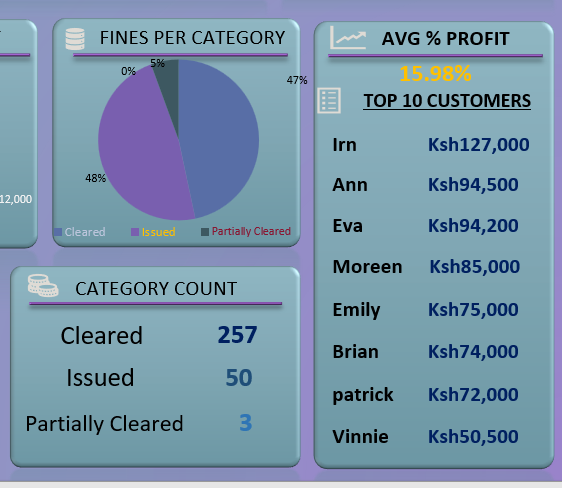 FINES PER CATEGORY
0%
5%
47%
48%
12,000
Cleared Issued Partially Cleared
CATEGORY COUNT
Cleared 257
Issued 50
Partially Cleared 3
AVG % PROFIT
15.98%
TOP 10 CUSTOMERS
Irn Ksh127,000
Ann Ksh94,500
Eva Ksh94,200
Moreen Ksh85,000
Emily Ksh75,000
Brian Ksh74,000
patrick Ksh72,000
Vinnie Ksh50,500